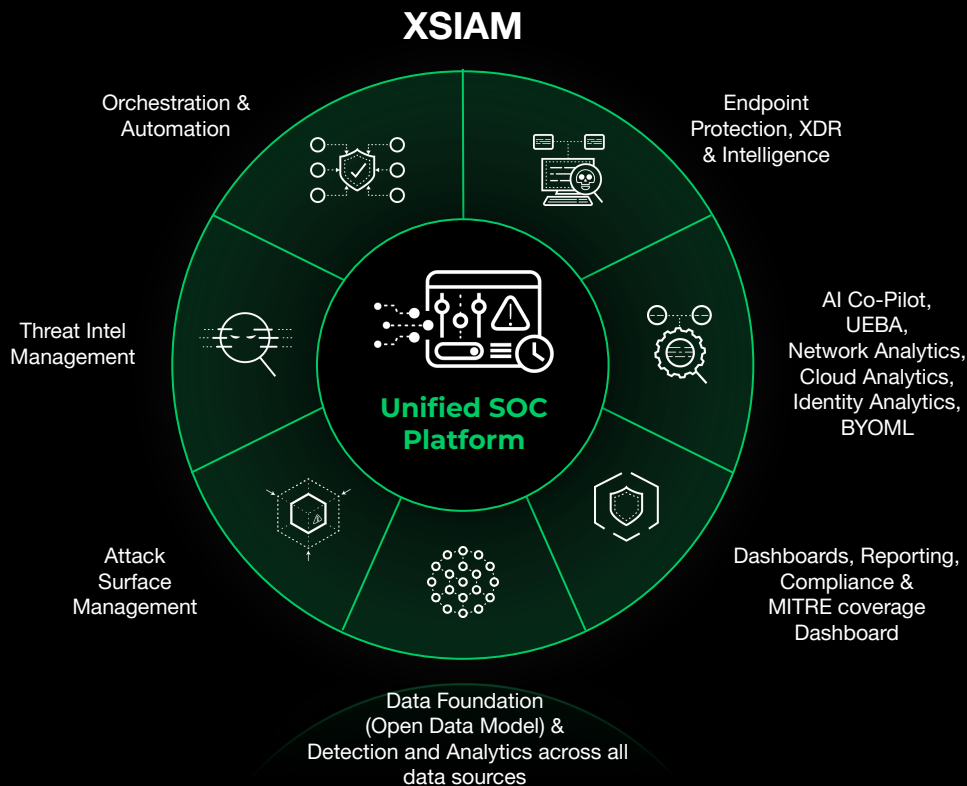 XSIAM
Orchestration &
Automation
Endpoint
Protection, XDR
& Intelligence
Threat Intel
Management
Unified SOC
Platform
AI Co-Pilot,
UEBA,
Network Analytics,
Cloud Analytics,
Identity Analytics,
BYOML
Attack
Surface
Management
Dashboards, Reporting,
Compliance &
MITRE coverage
Dashboard
Data Foundation
(Open Data Model) &
Detection and Analytics across all
data sources